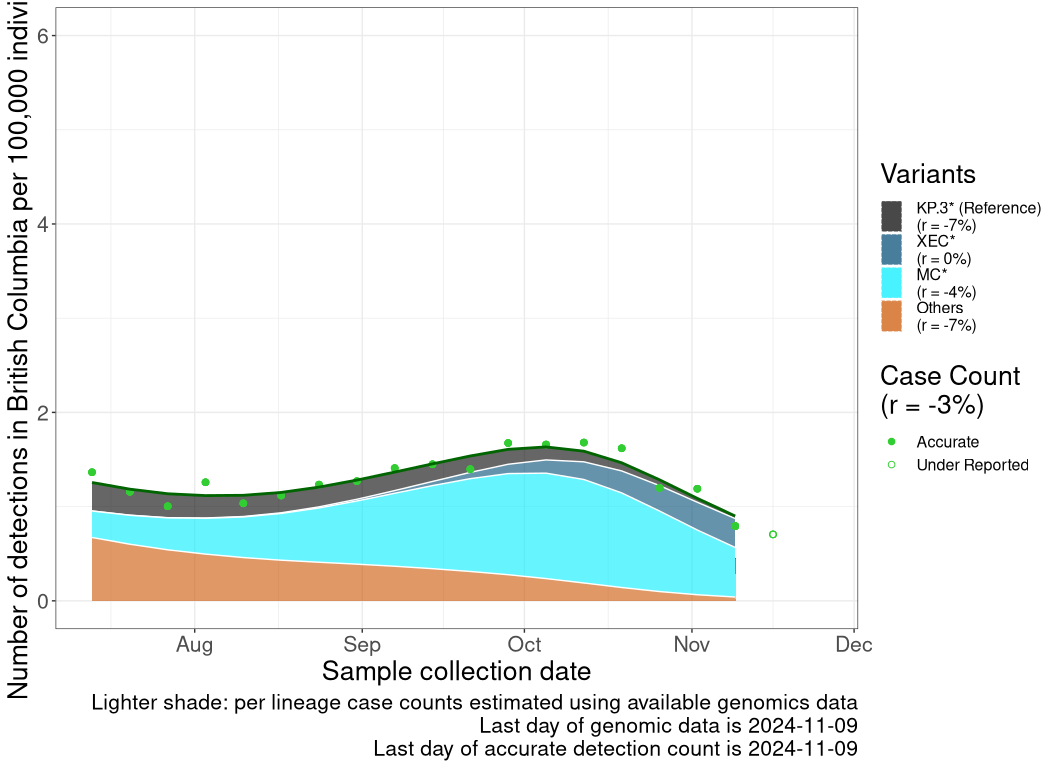 Number of detections in British Columbia per 100,000
6
4
2
0
Aug Sep Oct Nov Dec
Sample collection date
Lighter shade: per lineage case counts estimated using available genomics data
Last day of genomic data is 2024-11-09
Last day of accurate detection count is 2024-11-09
Variants
KP.3* (Reference)
(r = -7%)
XEC*
(r = 0%)
MC*
(r = -4%)
Others
(r = -7%)
Case Count
(r = -3%)
Accurate
Under Reported